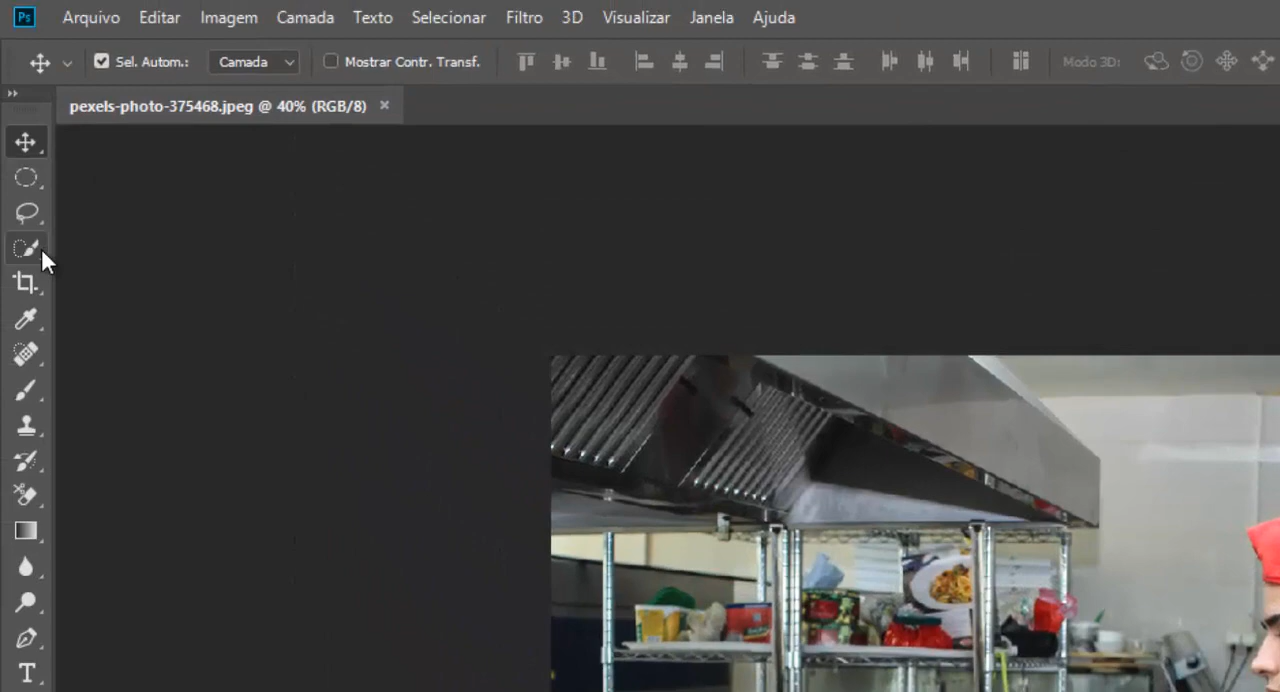 Ps Arquivo Editar Imagem Camada Texto Selecionar Filtro 3D Visualizar Janela Ajuda
Sel. Autom.: Camada Mostrar Contr. Transf. Modo 3D:
pexels-photo-375468.jpeg @ 40% (RGB/8)
T